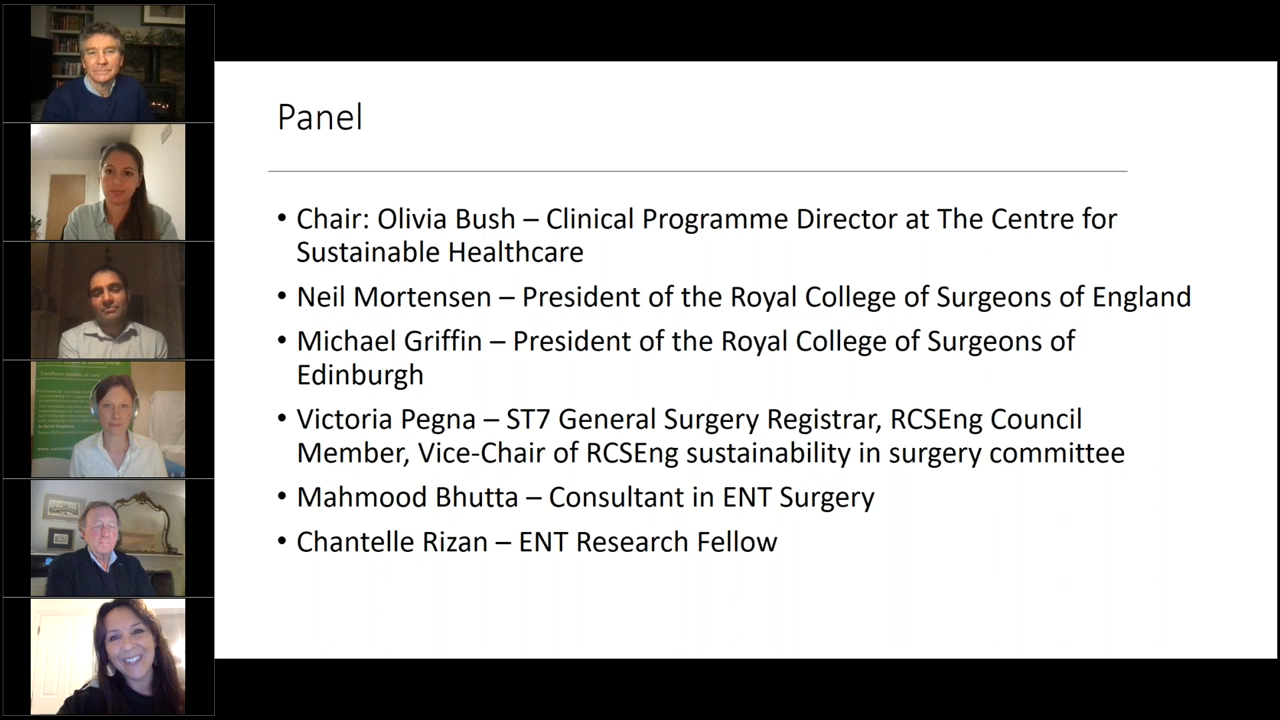 Panel
• Chair: Olivia Bush – Clinical Programme Director at The Centre for
Sustainable Healthcare
• Neil Mortensen – President of the Royal College of Surgeons of England
• Michael Griffin – President of the Royal College of Surgeons of
Edinburgh
• Victoria Pegna – ST7 General Surgery Registrar, RCSEng Council
Member, Vice-Chair of RCSEng sustainability in surgery committee
• Mahmood Bhutta – Consultant in ENT Surgery
• Chantelle Rizan – ENT Research Fellow